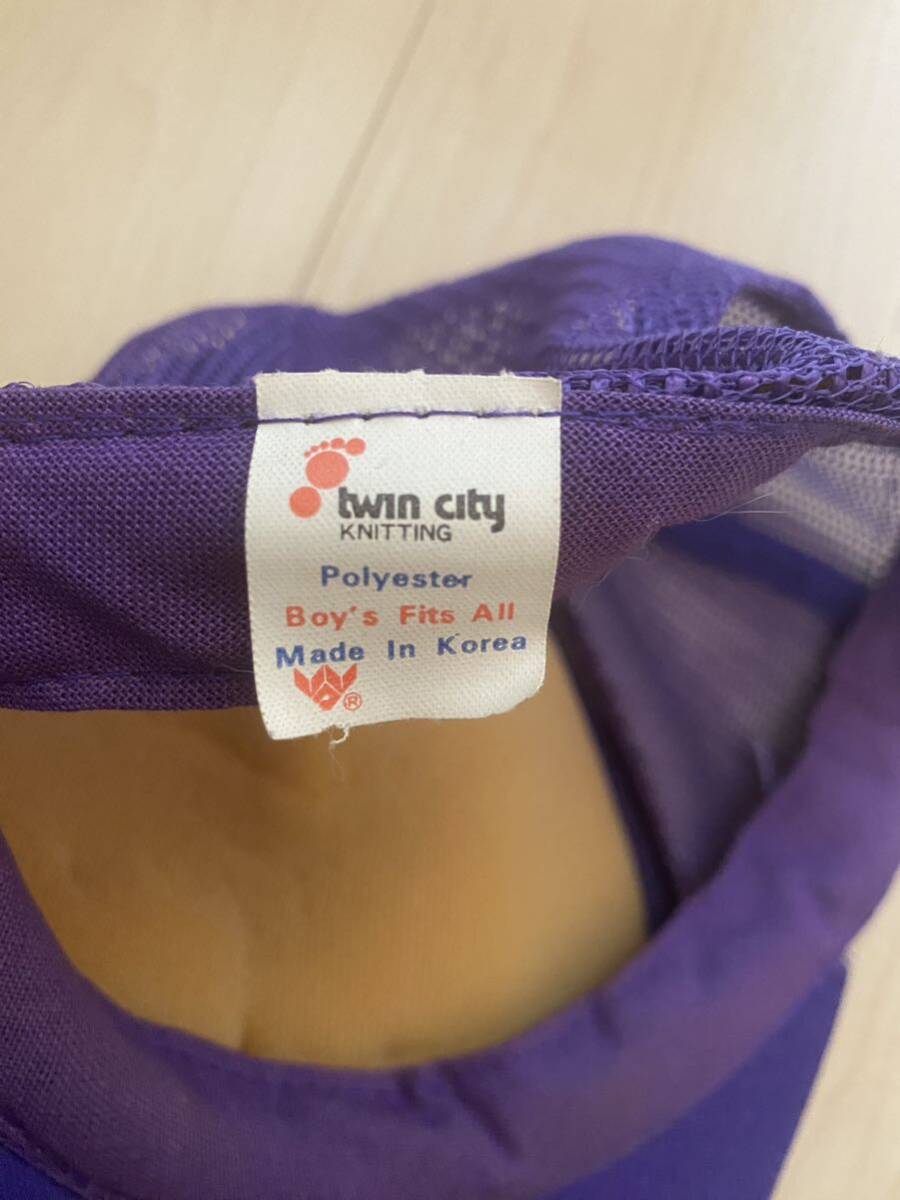 twin city
KNITTING
Polyester
Boy's Fits All
Made In Korea
®